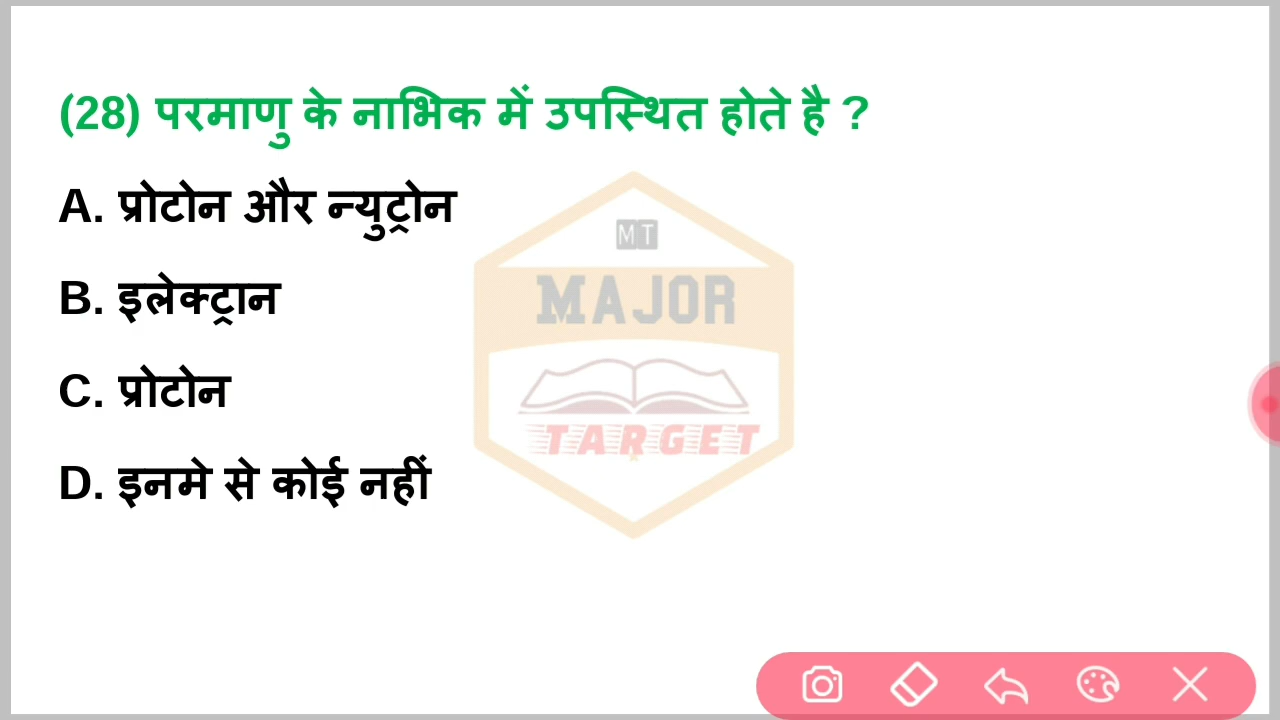 (28) परमाणु के नाभिक में उपस्थित होते है ?
A. प्रोटोन और न्युट्रोन
B. इलेक्ट्रान
C. प्रोटोन
D. इनमे से कोई नहीं
MT
MAJOR
TARGET